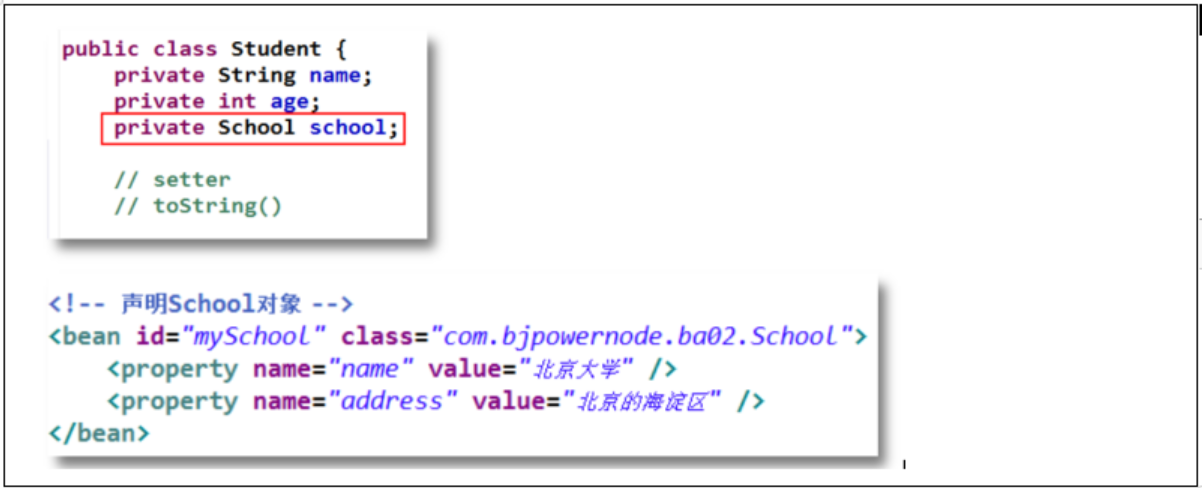 public class Student {
    private String name;
    private int age;
    private School school;
    // setter
    // toString()
<!-- 声明School对象 -->
<bean id="mySchool" class="com.bjpowernode.ba02.School">
    <property name="name" value="北京大学" />
    <property name="address" value="北京的海淀区" />
</bean>